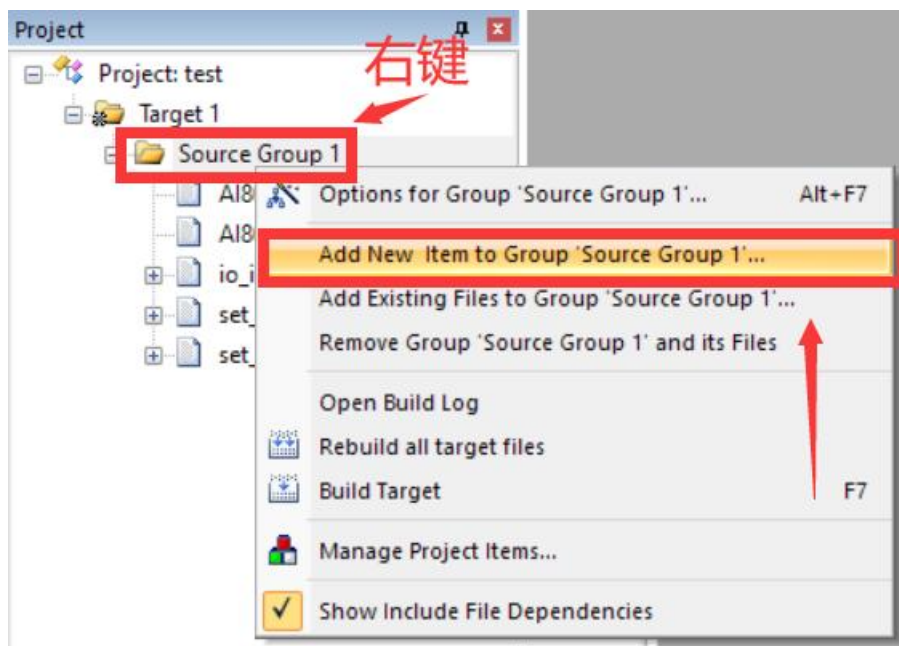 Project
右键
Project: test
Target 1
Source Group 1
AI8
Options for Group 'Source Group 1'... Alt+F7
AI8
Add New Item to Group 'Source Group 1'...
io_i
Add Existing Files to Group 'Source Group 1'...
set_
Remove Group 'Source Group 1' and its Files
set_
Open Build Log
Rebuild all target files
Build Target F7
Manage Project Items...
Show Include File Dependencies